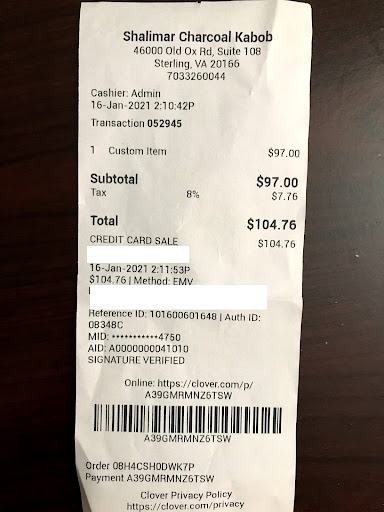 Shalimar Charcoal Kabob
46000 Old Ox Rd, Suite 108
Sterling, VA 20166
7033260044
Cashier: Admin
16-Jan-2021 2:10:42P
Transaction 052945
1 Custom Item $97.00
Subtotal $97.00
Tax 8% $7.76
Total $104.76
CREDIT CARD SALE $104.76
16-Jan-2021 2:11:53P
$104.76 | Method: EMV
Reference ID: 101600601648 | Auth ID:
08348C
MID: ***********4750
AID: A0000000041010
SIGNATURE VERIFIED
Online: https://clover.com/p/
A39GMRMNZ6TSW
A39GMRMNZ6TSW
Order 08H4CSH0DWK7P
Payment A39GMRMNZ6TSW
Clover Privacy Policy
https://clover.com/privacy